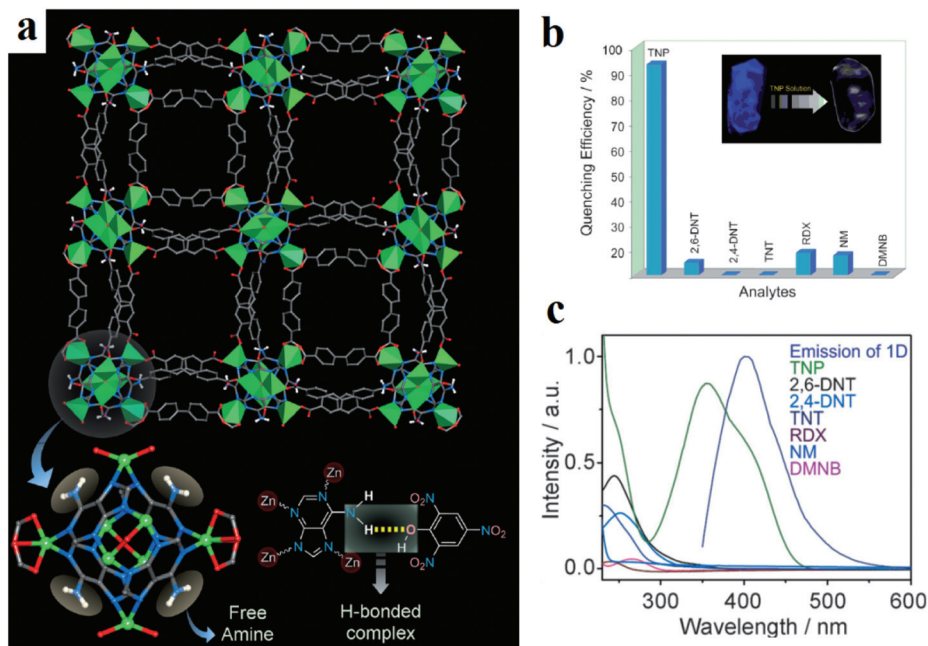 a
Zn
Zn
Zn
Zn
N
N
N
N
N
H
H
O
H
O₂N
NO₂
NO₂
Free
Amine
H-bonded
complex
b
Quenching Efficiency / %
100
90
80
70
60
50
40
30
20
TNP
2,6-DNT
2,4-DNT
TNT
RDX
NM
DMNB
TNP Solution
Analytes
c
Intensity / a.u.
1.0
0.5
0.0
Emission of 1D
TNP
2,6-DNT
2,4-DNT
TNT
RDX
NM
DMNB
300
400
500
600
Wavelength / nm